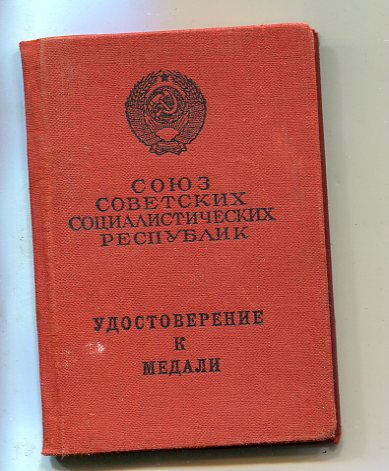 СОЮЗ
СОВЕТСКИХ
СОЦИАЛИСТИЧЕСКИХ
РЕСПУБЛИК
УДОСТОВЕРЕНИЕ
К
МЕДАЛИ